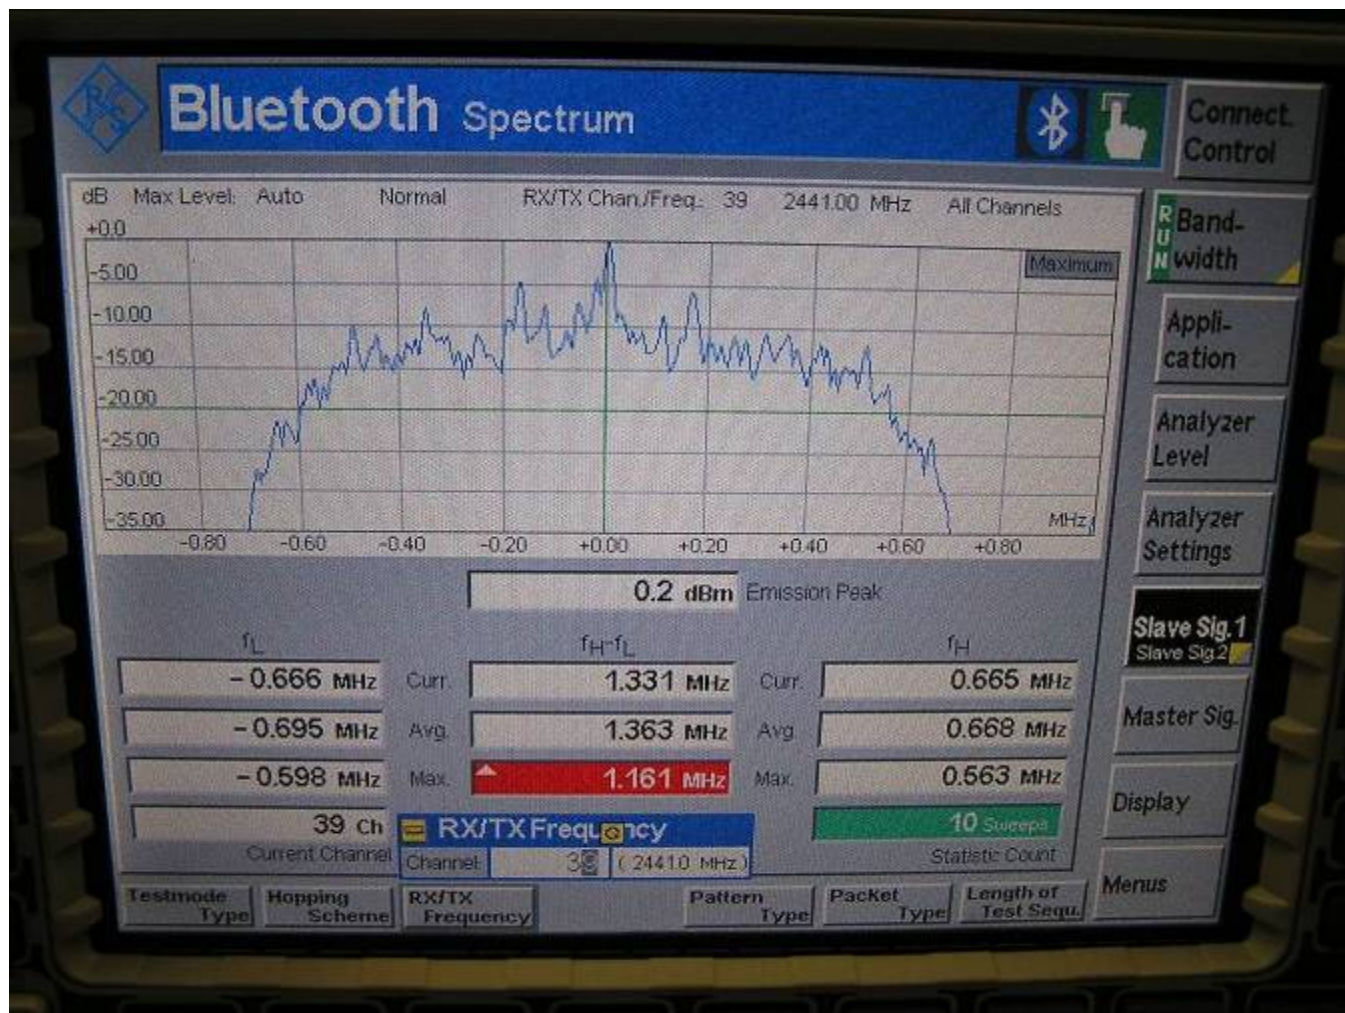 R&S
Bluetooth Spectrum
Connect. Control
dB Max Level: Auto Normal RX/TX Chan./Freq.: 39 2441.00 MHz All Channels
+0.0
Maximum
-5.00
-10.00
-15.00
-20.00
-25.00
-30.00
-35.00
MHz
-0.80 -0.60 -0.40 -0.20 +0.00 +0.20 +0.40 +0.60 +0.80
RUN
Band-
width
Appli-
cation
Analyzer
Level
Analyzer
Settings
Slave Sig.1
Slave Sig.2
Master Sig.
Display
Menus
0.2 dBm Emission Peak
fL fH-fL fH
-0.666 MHz Curr. 1.331 MHz Curr. 0.665 MHz
-0.695 MHz Avg. 1.363 MHz Avg. 0.668 MHz
-0.598 MHz Max. 1.161 MHz Max. 0.563 MHz
39 Ch
Current Channel
RX/TX Frequency
Channel: ( 2441.0 MHz )
10 Sweeps
Statistic Count
Testmode
Type
Hopping
Scheme
RX/TX
Frequency
Pattern
Type
Packet
Type
Length of
Test Sequ.